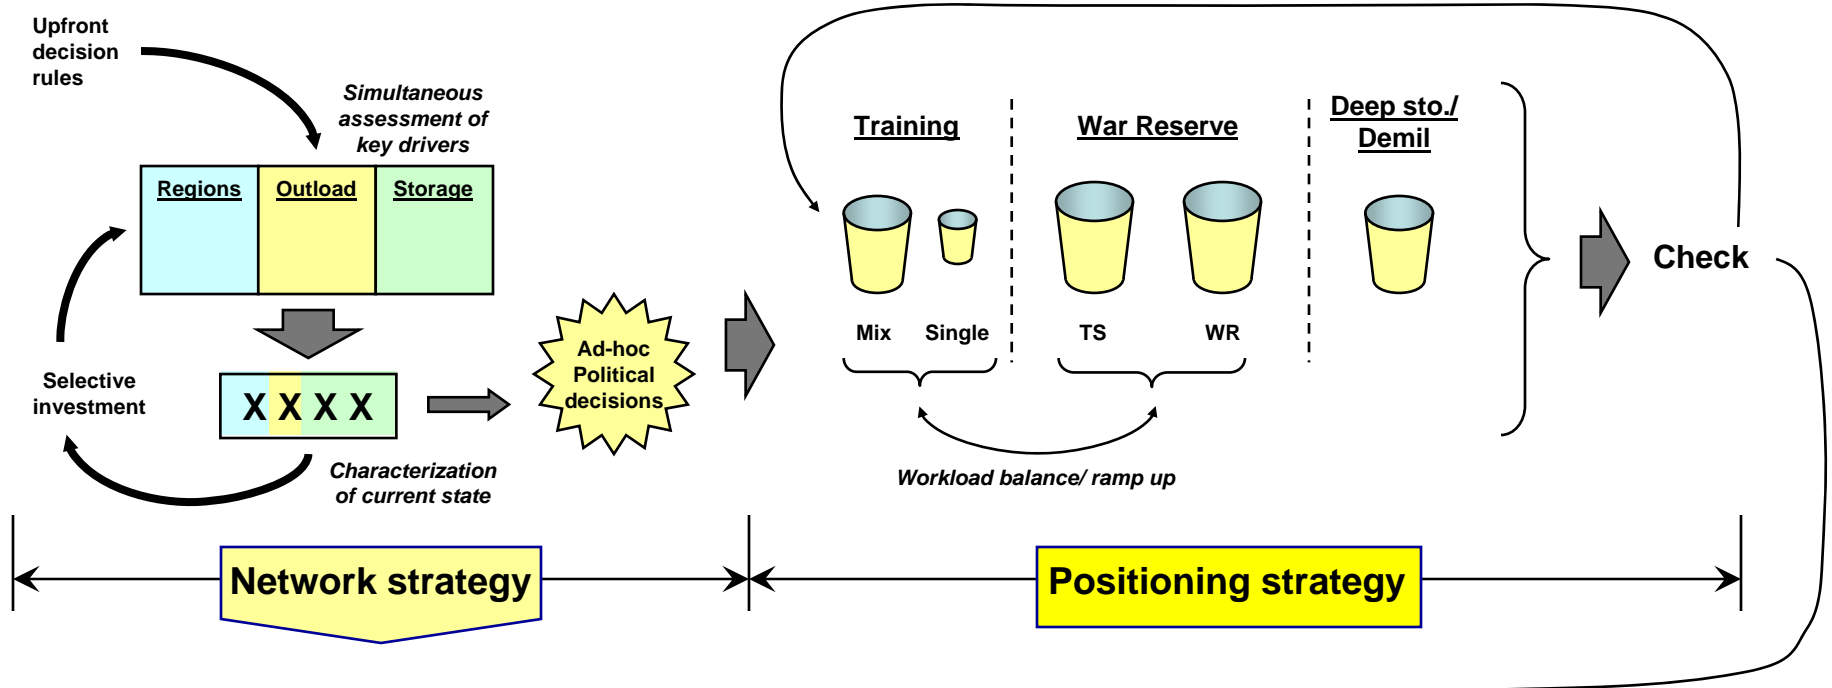 Upfront
decision
rules
Simultaneous
assessment of
key drivers
Regions
Outload
Storage
Selective
investment
X X X X
Characterization
of current state
Ad-hoc
Political
decisions
Training
War Reserve
Deep sto./
Demil
Mix
Single
TS
WR
Workload balance/ ramp up
Check
Network strategy
Positioning strategy